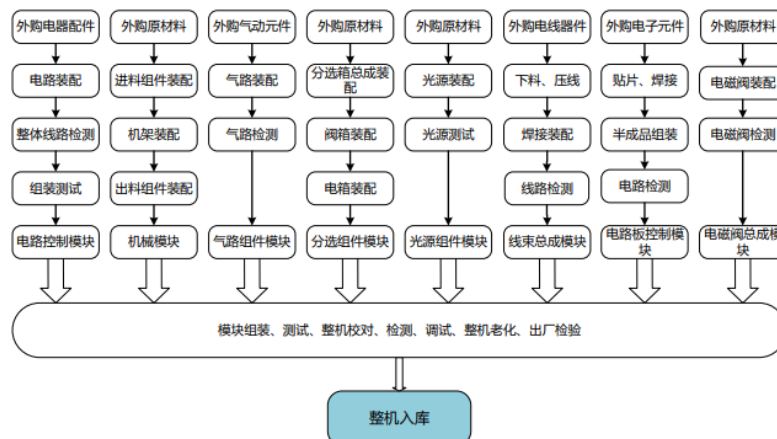 外购电器配件 外购原材料 外购气动元件 外购原材料 外购原材料 外购电线器件 外购电子元件 外购原材料
电路装配 进料组件装配 气路装配 分选箱总成装
配 光源装配 下料、压线 贴片、焊接 电磁阀装配
整体线路检测 机架装配 气路检测 阀箱装配 光源测试 焊接装配 半成品组装 电磁阀检测
组装测试 出料组件装配 电箱装配 线路检测 电路检测
电路控制模块 机械模块 气路组件模块 分选组件模块 光源组件模块 线束总成模块 电路板控制模
块 电磁阀总成模
块
模块组装、测试、整机校对、检测、调试、整机老化、出厂检验
整机入库